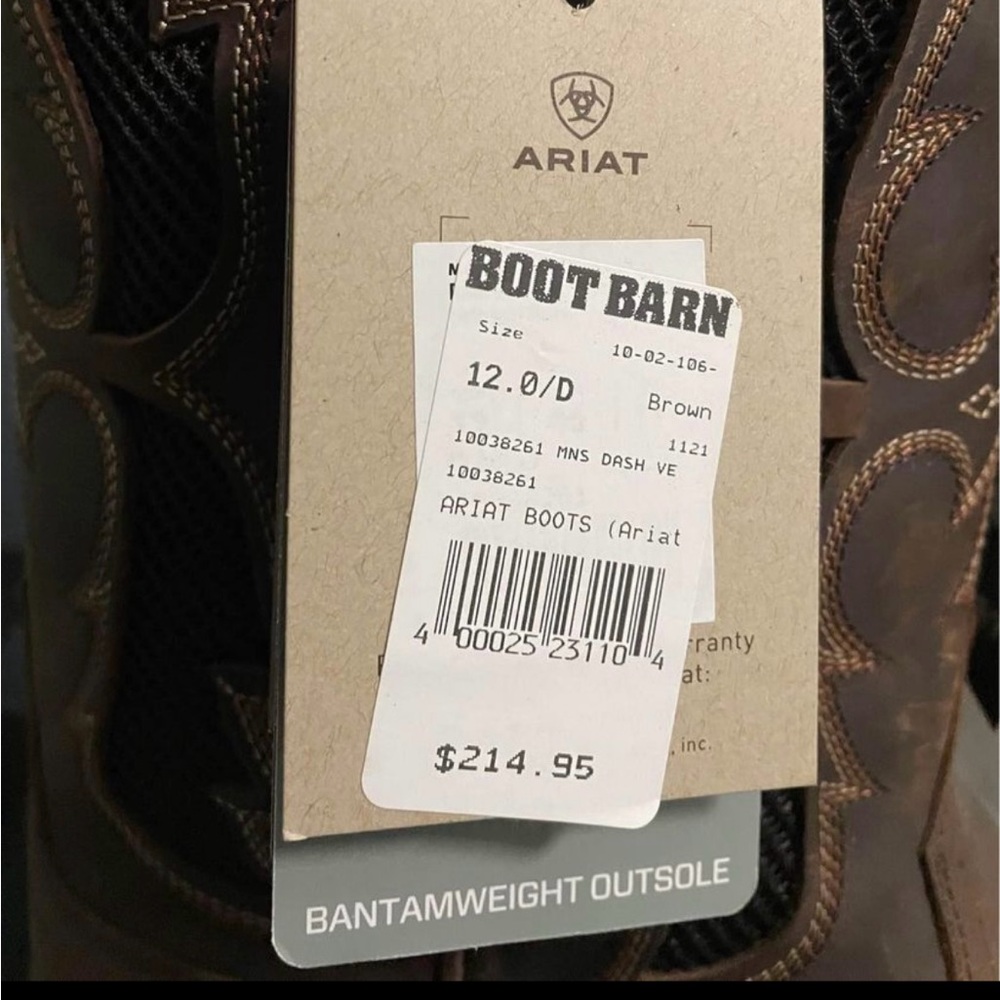 ARIAT
BOOT BARN
Size
10-02-106-
12.0/D
Brown
1121
10038261 MNS DASH VE
10038261
ARIAT BOOTS (Ariat
4 00025 23110 4
rranty
at:
, inc.
$214.95
BANTAMWEIGHT OUTSOLE